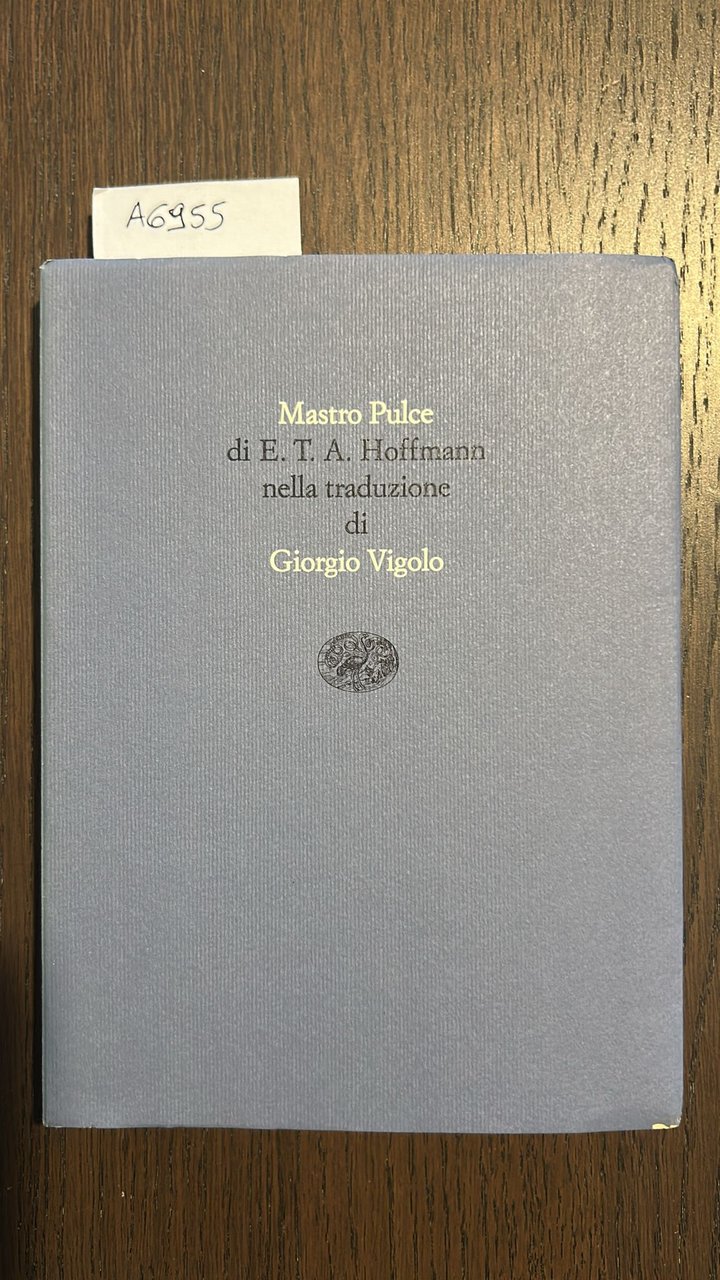 A6955
Mastro Pulce
di E. T. A. Hoffmann
nella traduzione
di
Giorgio Vigolo